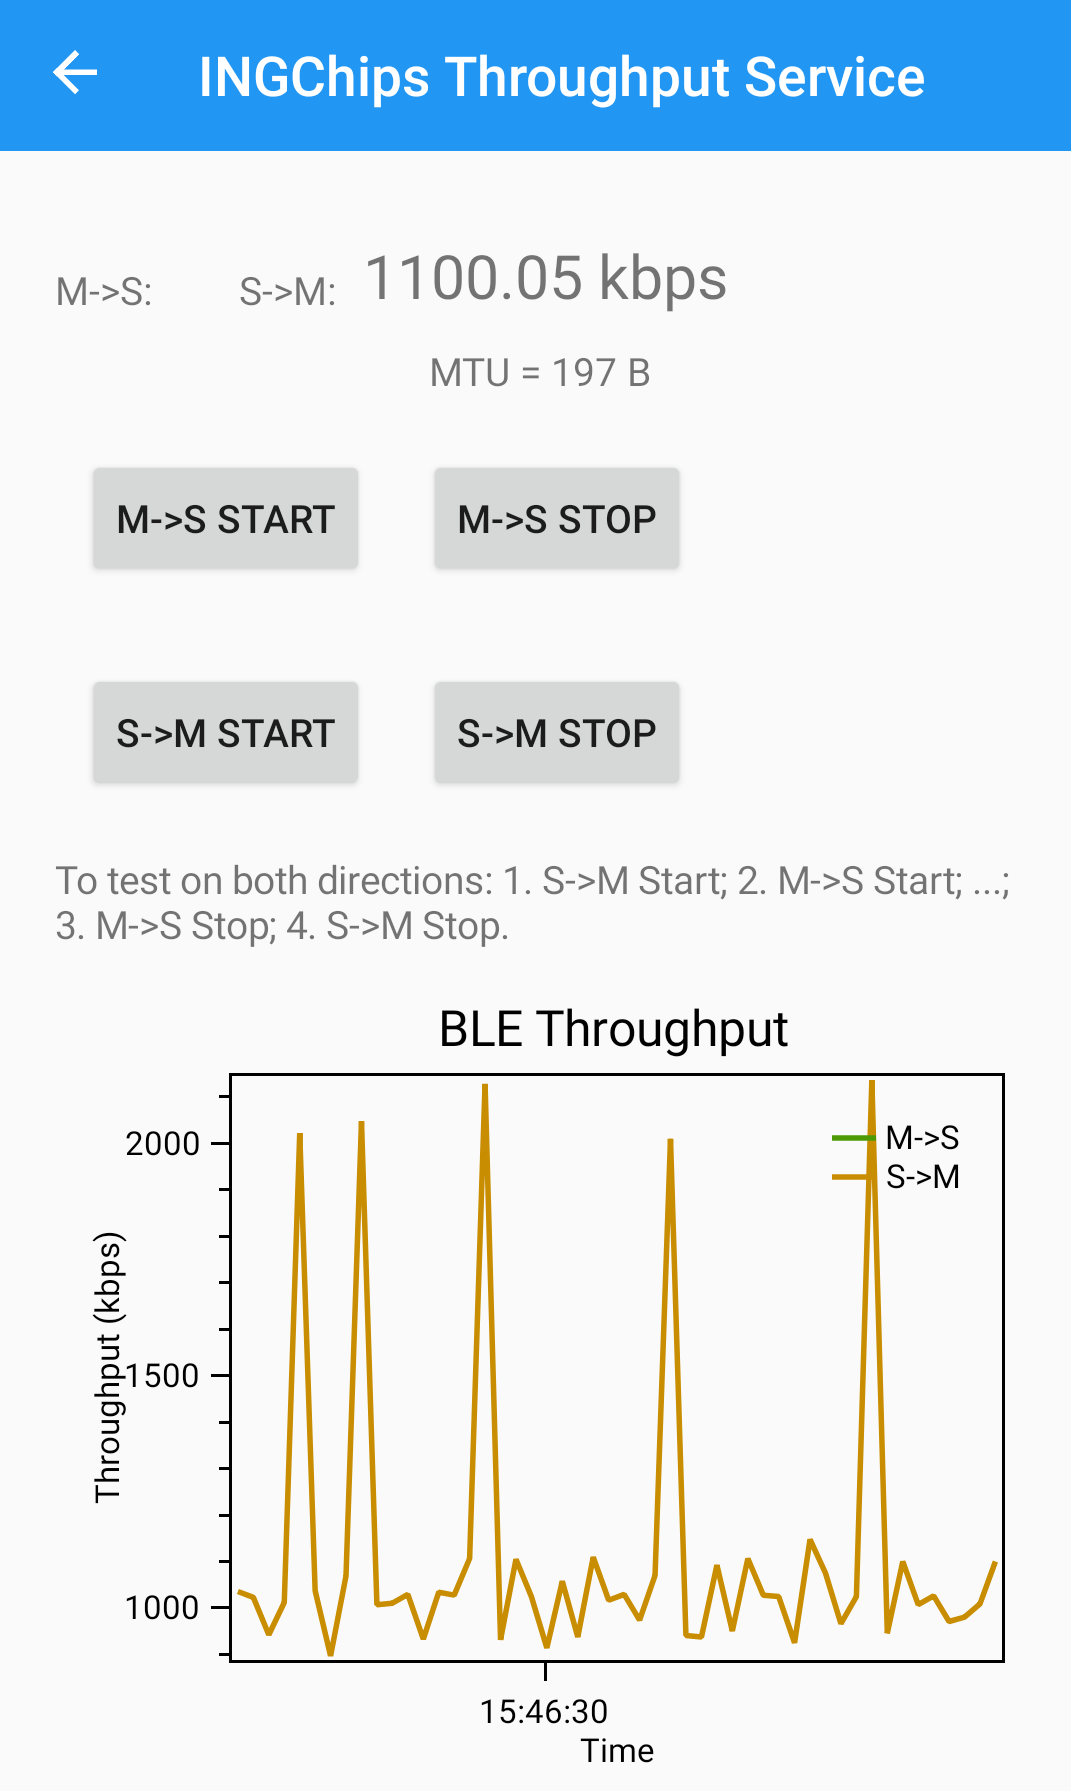 INGChips Throughput Service
M->S: S->M: 1100.05 kbps
MTU = 197 B
M->S START M->S STOP
S->M START S->M STOP
To test on both directions: 1. S->M Start; 2. M->S Start; ...;
3. M->S Stop; 4. S->M Stop.
BLE Throughput
2000
1500
1000
Throughput (kbps)
M->S
S->M
15:46:30
Time